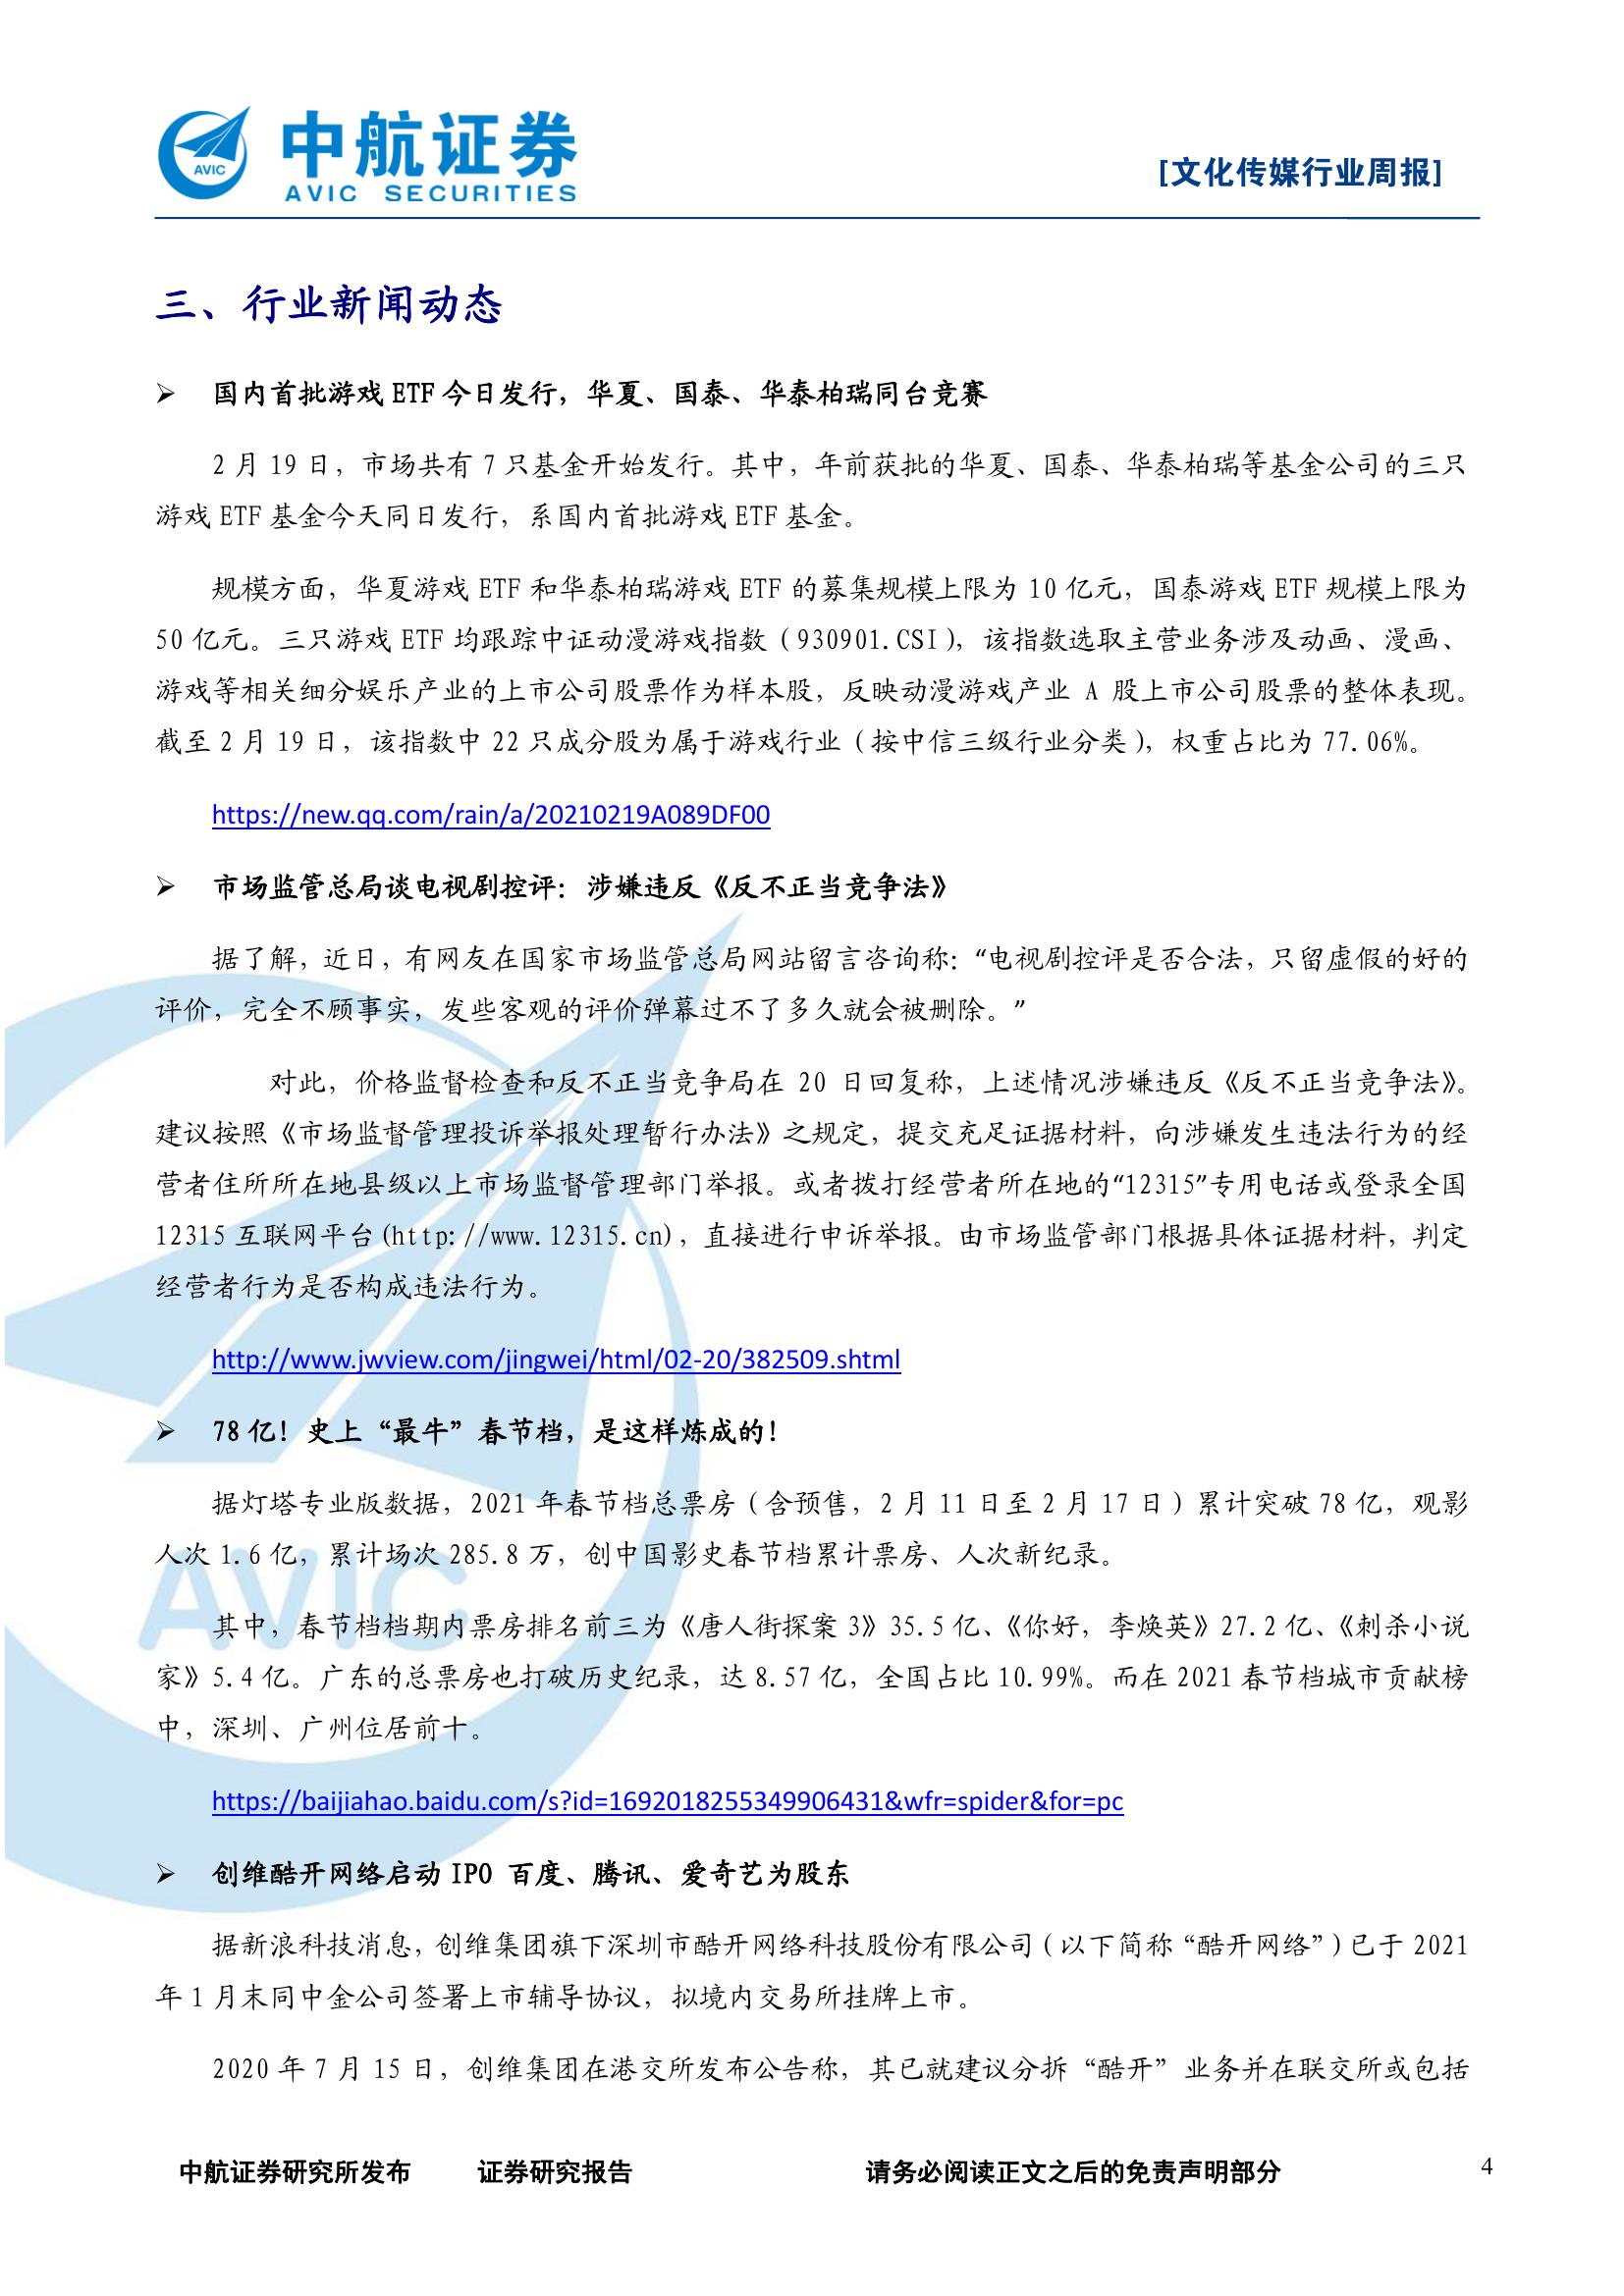 AVIC
中航证券
AVIC SECURITIES
[文化传媒行业周报]
三、行业新闻动态
➢ 国内首批游戏 ETF 今日发行，华夏、国泰、华泰柏瑞同台竞赛
2 月 19 日，市场共有 7 只基金开始发行。其中，年前获批的华夏、国泰、华泰柏瑞等基金公司的三只
游戏 ETF 基金今天同日发行，系国内首批游戏 ETF 基金。
规模方面，华夏游戏 ETF 和华泰柏瑞游戏 ETF 的募集规模上限为 10 亿元，国泰游戏 ETF 规模上限为
50 亿元。三只游戏 ETF 均跟踪中证动漫游戏指数（930901.CSI），该指数选取主营业务涉及动画、漫画、
游戏等相关细分娱乐产业的上市公司股票作为样本股，反映动漫游戏产业 A 股上市公司股票的整体表现。
截至 2 月 19 日，该指数中 22 只成分股为属于游戏行业（按中信三级行业分类），权重占比为 77.06%。
https://new.qq.com/rain/a/20210219A089DF00
➢ 市场监管总局谈电视剧控评：涉嫌违反《反不正当竞争法》
据了解，近日，有网友在国家市场监管总局网站留言咨询称：“电视剧控评是否合法，只留虚假的好的
评价，完全不顾事实，发些客观的评价弹幕过不了多久就会被删除。”
对此，价格监督检查和反不正当竞争局在 20 日回复称，上述情况涉嫌违反《反不正当竞争法》。
建议按照《市场监督管理投诉举报处理暂行办法》之规定，提交充足证据材料，向涉嫌发生违法行为的经
营者住所所在地县级以上市场监督管理部门举报。或者拨打经营者所在地的“12315”专用电话或登录全国
12315 互联网平台(http://www.12315.cn)，直接进行申诉举报。由市场监管部门根据具体证据材料，判定
经营者行为是否构成违法行为。
http://www.jwview.com/jingwei/html/02-20/382509.shtml
➢ 78 亿！史上“最牛”春节档，是这样炼成的！
据灯塔专业版数据，2021 年春节档总票房（含预售，2 月 11 日至 2 月 17 日）累计突破 78 亿，观影
人次 1.6 亿，累计场次 285.8 万，创中国影史春节档累计票房、人次新纪录。
其中，春节档档期内票房排名前三为《唐人街探案 3》35.5 亿、《你好，李焕英》27.2 亿、《刺杀小说
家》5.4 亿。广东的总票房也打破历史纪录，达 8.57 亿，全国占比 10.99%。而在 2021 春节档城市贡献榜
中，深圳、广州位居前十。
https://baijiahao.baidu.com/s?id=1692018255349906431&wfr=spider&for=pc
➢ 创维酷开网络启动 IPO 百度、腾讯、爱奇艺为股东
据新浪科技消息，创维集团旗下深圳市酷开网络科技股份有限公司（以下简称“酷开网络”）已于 2021
年 1 月末同中金公司签署上市辅导协议，拟境内交易所挂牌上市。
2020 年 7 月 15 日，创维集团在港交所发布公告称，其已就建议分拆“酷开”业务并在联交所或包括
中航证券研究所发布 证券研究报告 请务必阅读正文之后的免责声明部分 4